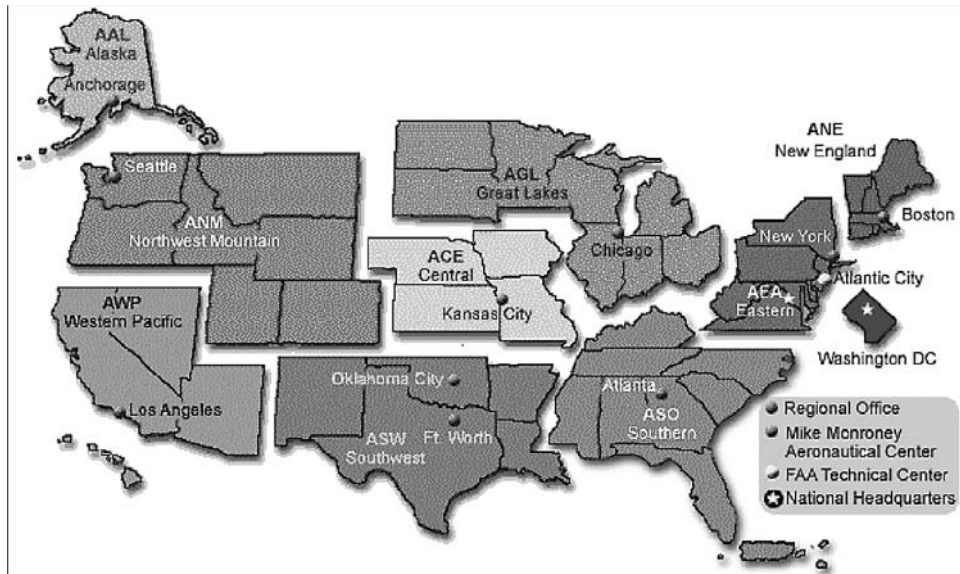 AAL
Alaska
Anchorage
ANE
New England
Seattle
AGL
Great Lakes
Boston
ANM
Northwest Mountain
New York
Chicago
ACE
Central
Atlantic City
AEA
Eastern
AWP
Western Pacific
Kansas City
Washington DC
Oklahoma City
Atlanta
Los Angeles
ASO
Southern
Ft. Worth
ASW
Southwest
Regional Office
Mike Monroney
Aeronautical Center
FAA Technical Center
National Headquarters